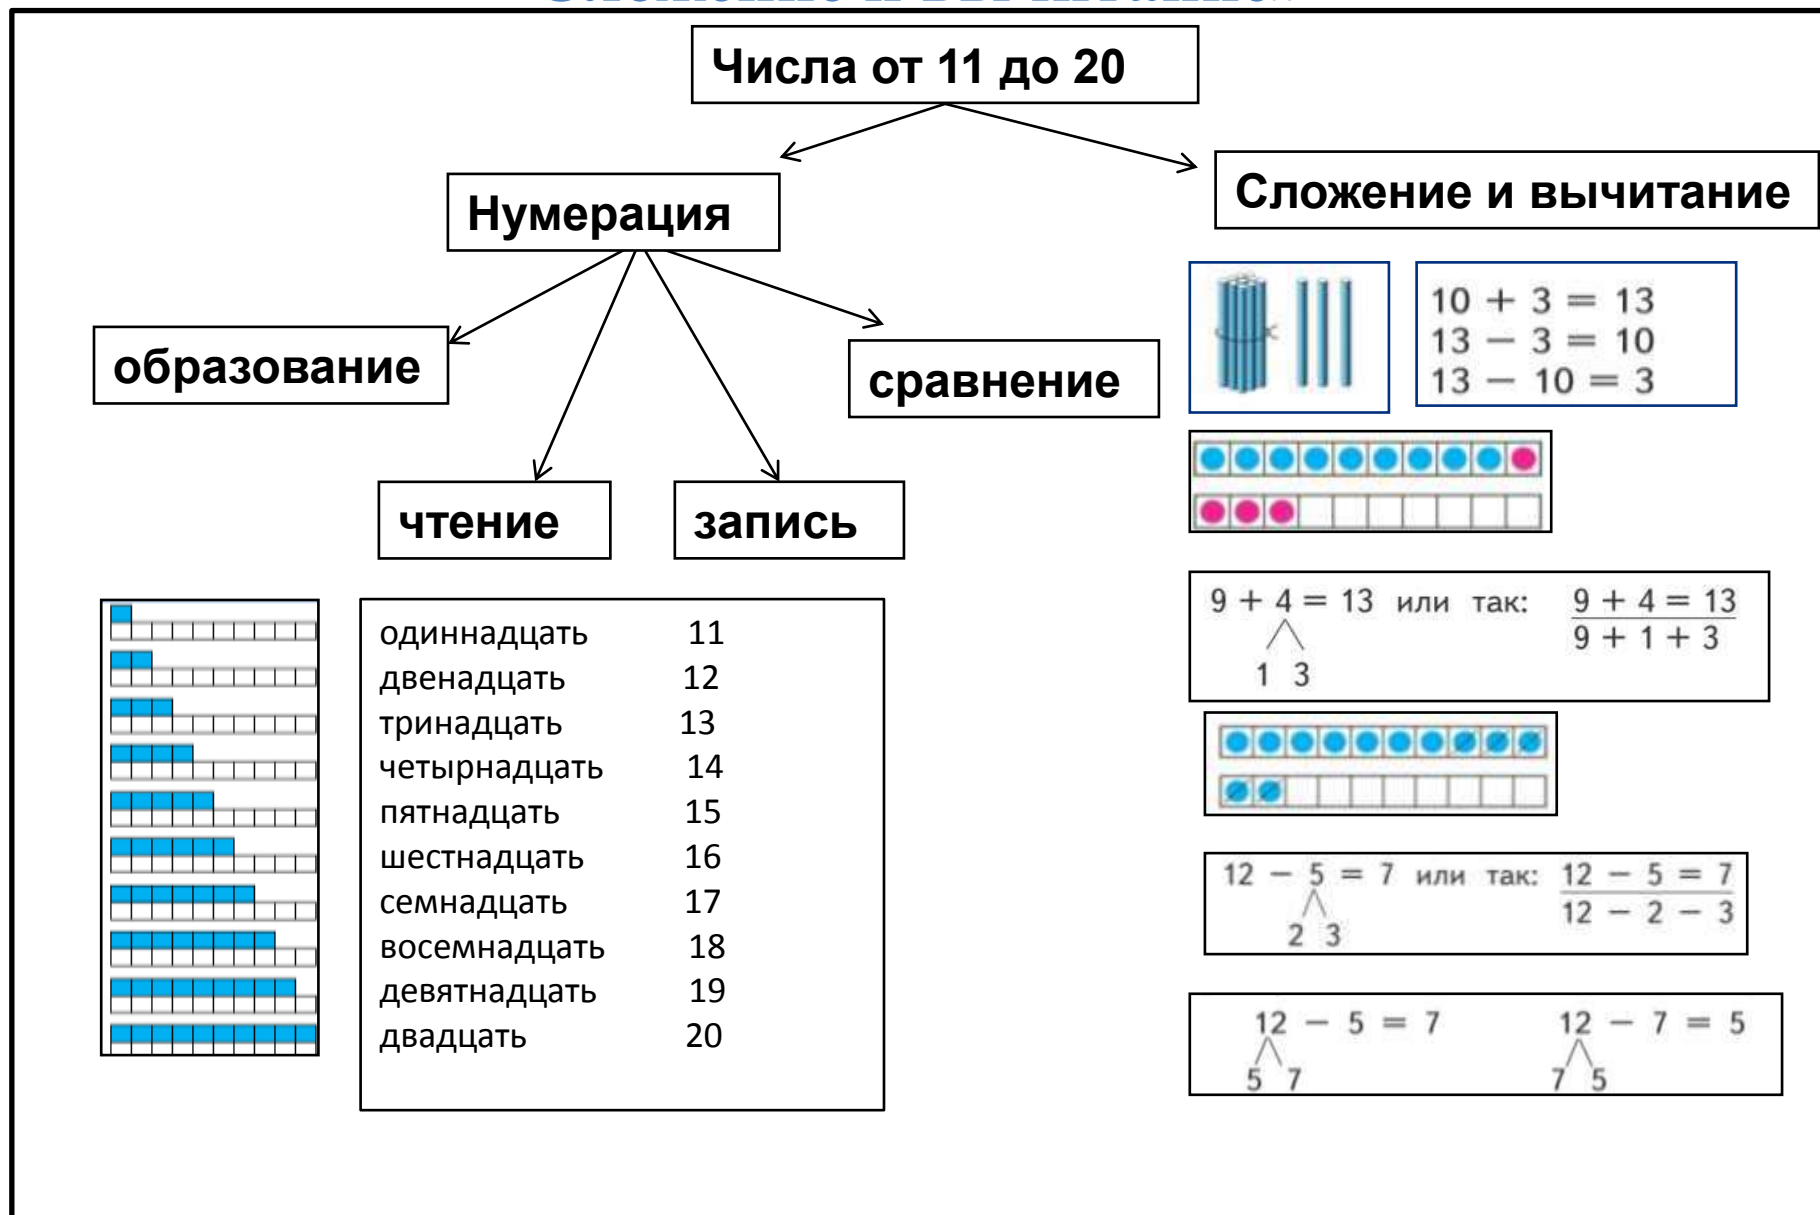 Числа от 11 до 20
Нумерация
Сложение и вычитание
образование
сравнение
чтение
запись
одиннадцать 11
двенадцать 12
тринадцать 13
четырнадцать 14
пятнадцать 15
шестнадцать 16
семнадцать 17
восемнадцать 18
девятнадцать 19
двадцать 20
10 + 3 = 13
13 − 3 = 10
13 − 10 = 3
9 + 4 = 13 или так: 9 + 4 = 13
9 + 1 + 3
1 3
12 − 5 = 7 или так: 12 − 5 = 7
12 − 2 − 3
2 3
12 − 5 = 7 12 − 7 = 5
5 7 7 5